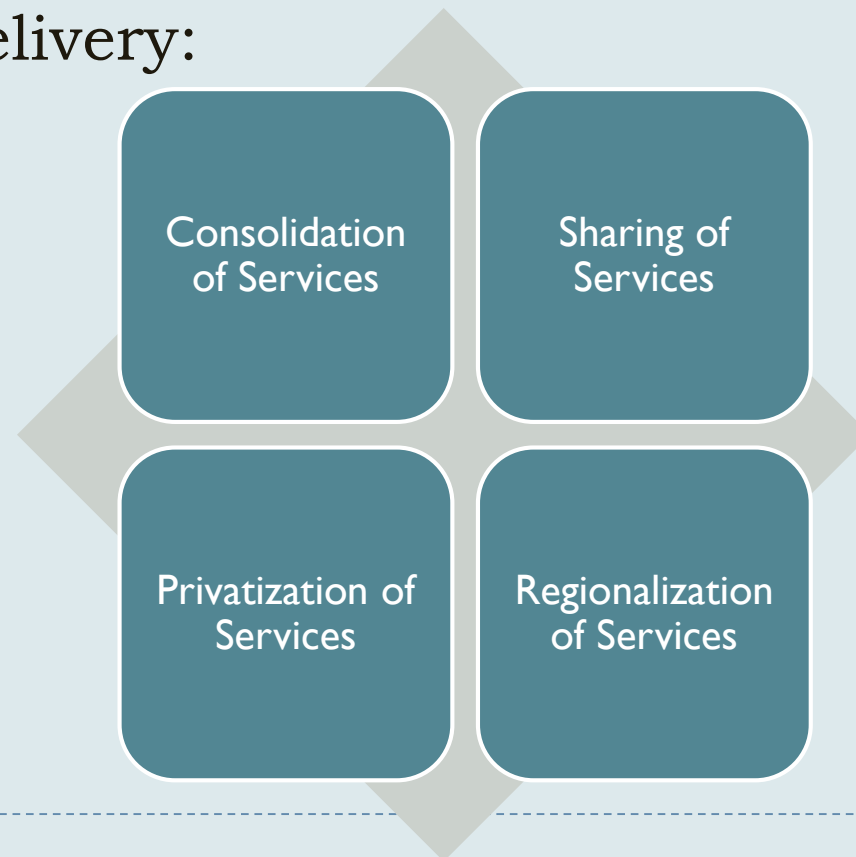 elivery:
Consolidation
of Services
Sharing of
Services
Privatization of
Services
Regionalization
of Services